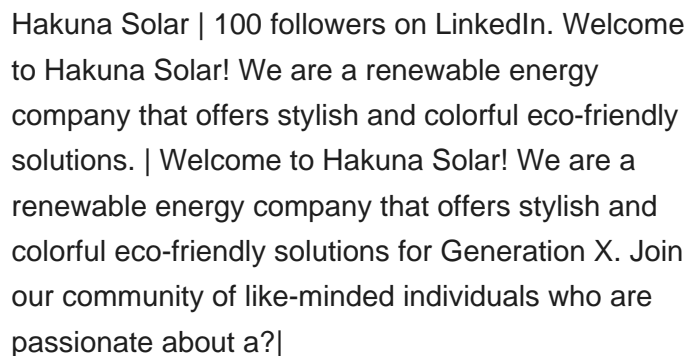 Hakuna Solar | 100 followers on LinkedIn. Welcome
to Hakuna Solar! We are a renewable energy
company that offers stylish and colorful eco-friendly
solutions. | Welcome to Hakuna Solar! We are a
renewable energy company that offers stylish and
colorful eco-friendly solutions for Generation X. Join
our community of like-minded individuals who are
passionate about a?|